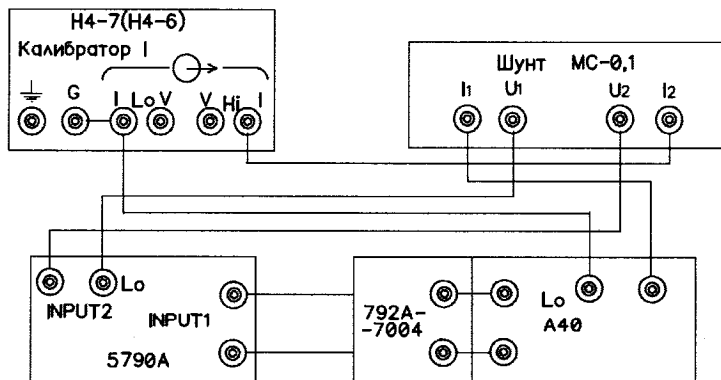 Н4-7(Н4-6)
Калибратор I
G I Lo V V Hi I
Шунт МС-0,1
I1 U1 U2 I2
Lo
INPUT2
INPUT1
5790A
792A-
-7004
Lo
A40